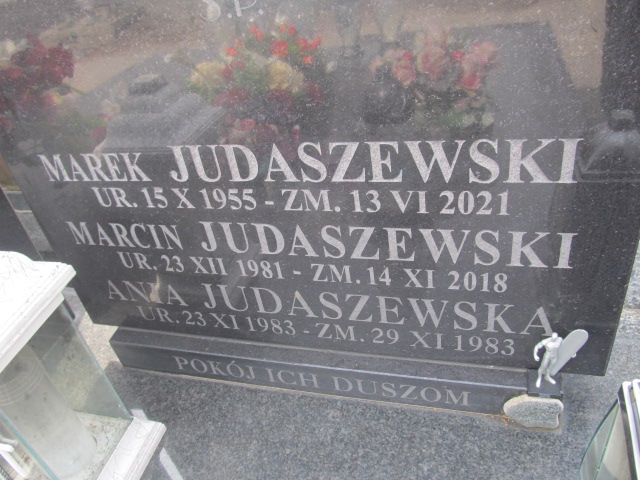 Ś P
MAREK JUDASZEWSKI
UR. 15 X 1955 - ZM. 13 VI 2021
MARCIN JUDASZEWSKI
UR. 23 XII 1981 - ZM. 14 XI 2018
ANIA JUDASZEWSKA
UR. 23 XI 1983 - ZM. 29 XI 1983
POKÓJ ICH DUSZOM